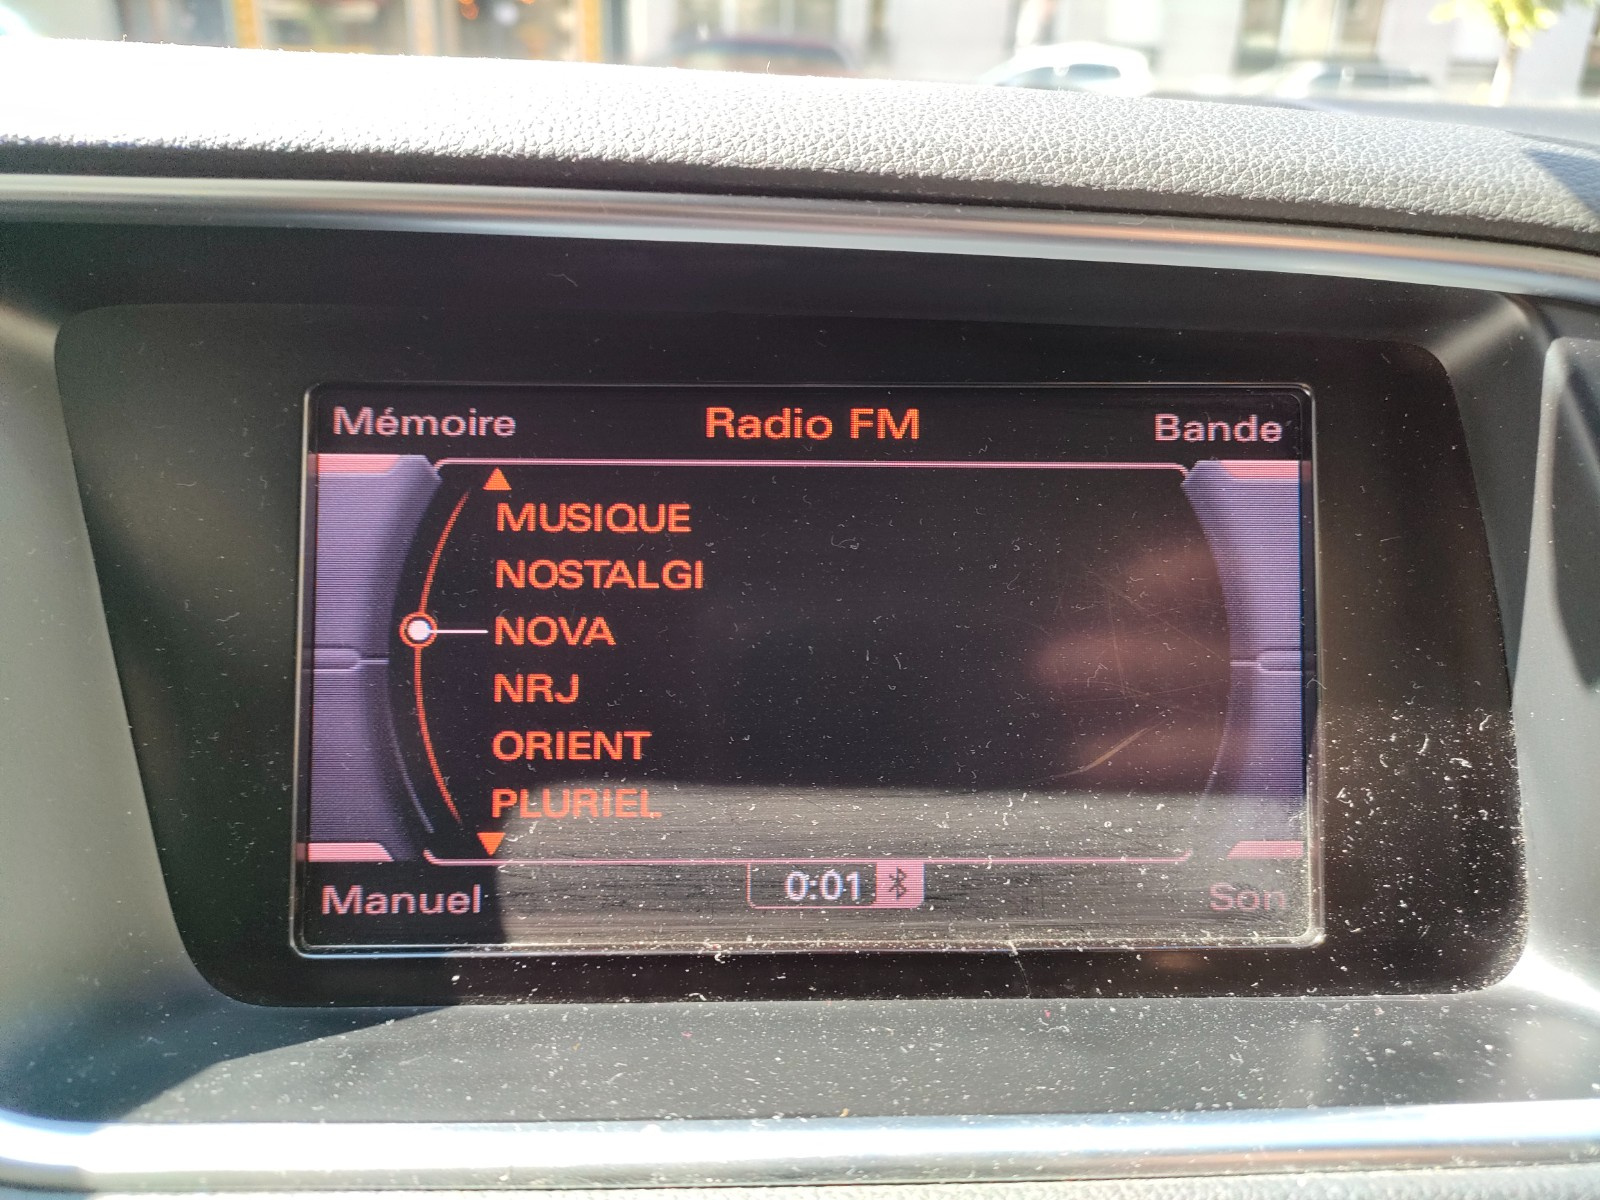 Mémoire Radio FM Bande
MUSIQUE
NOSTALGI
NOVA
NRJ
ORIENT
PLURIEL
Manuel 0:01 Son